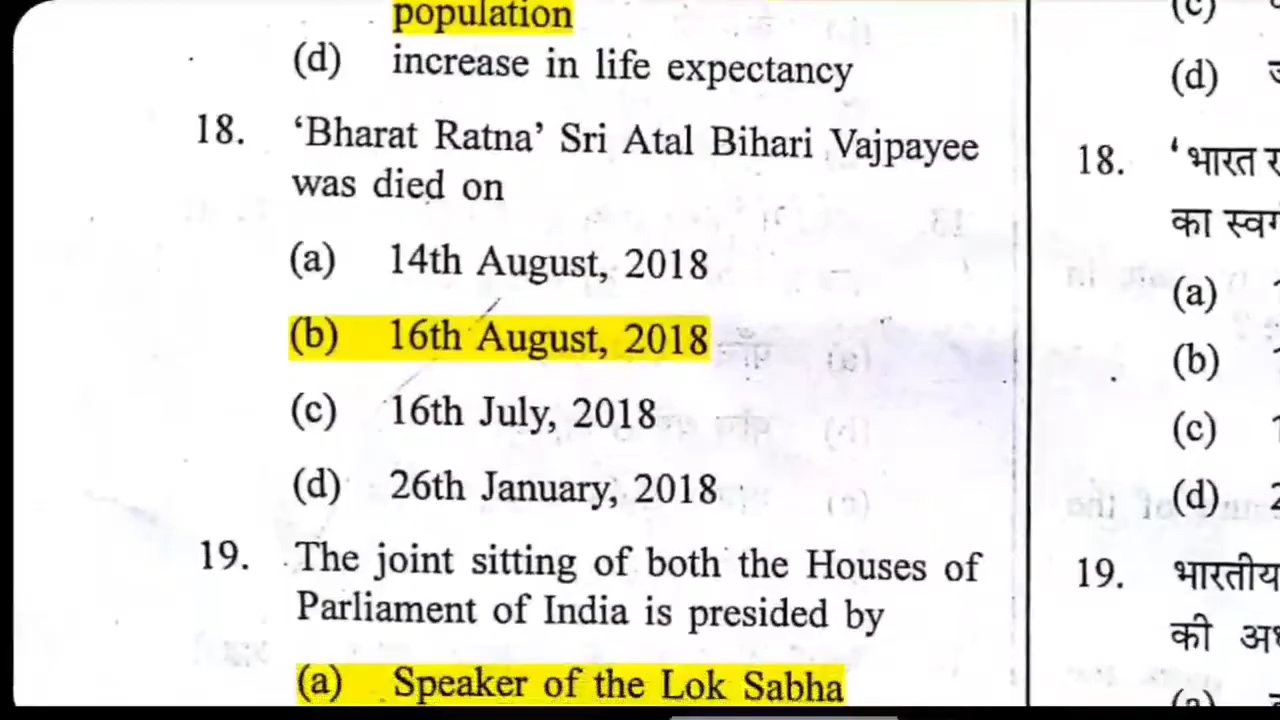 population
(d) increase in life expectancy
18. ‘Bharat Ratna’ Sri Atal Bihari Vajpayee
was died on
(a) 14th August, 2018
(b) 16th August, 2018
(c) 16th July, 2018
(d) 26th January, 2018
19. The joint sitting of both the Houses of
Parliament of India is presided by
(a) Speaker of the Lok Sabha
(c)
(d)
18. ‘भारत
का
(a)
(b)
(c)
(d)
19. भारतीय
की